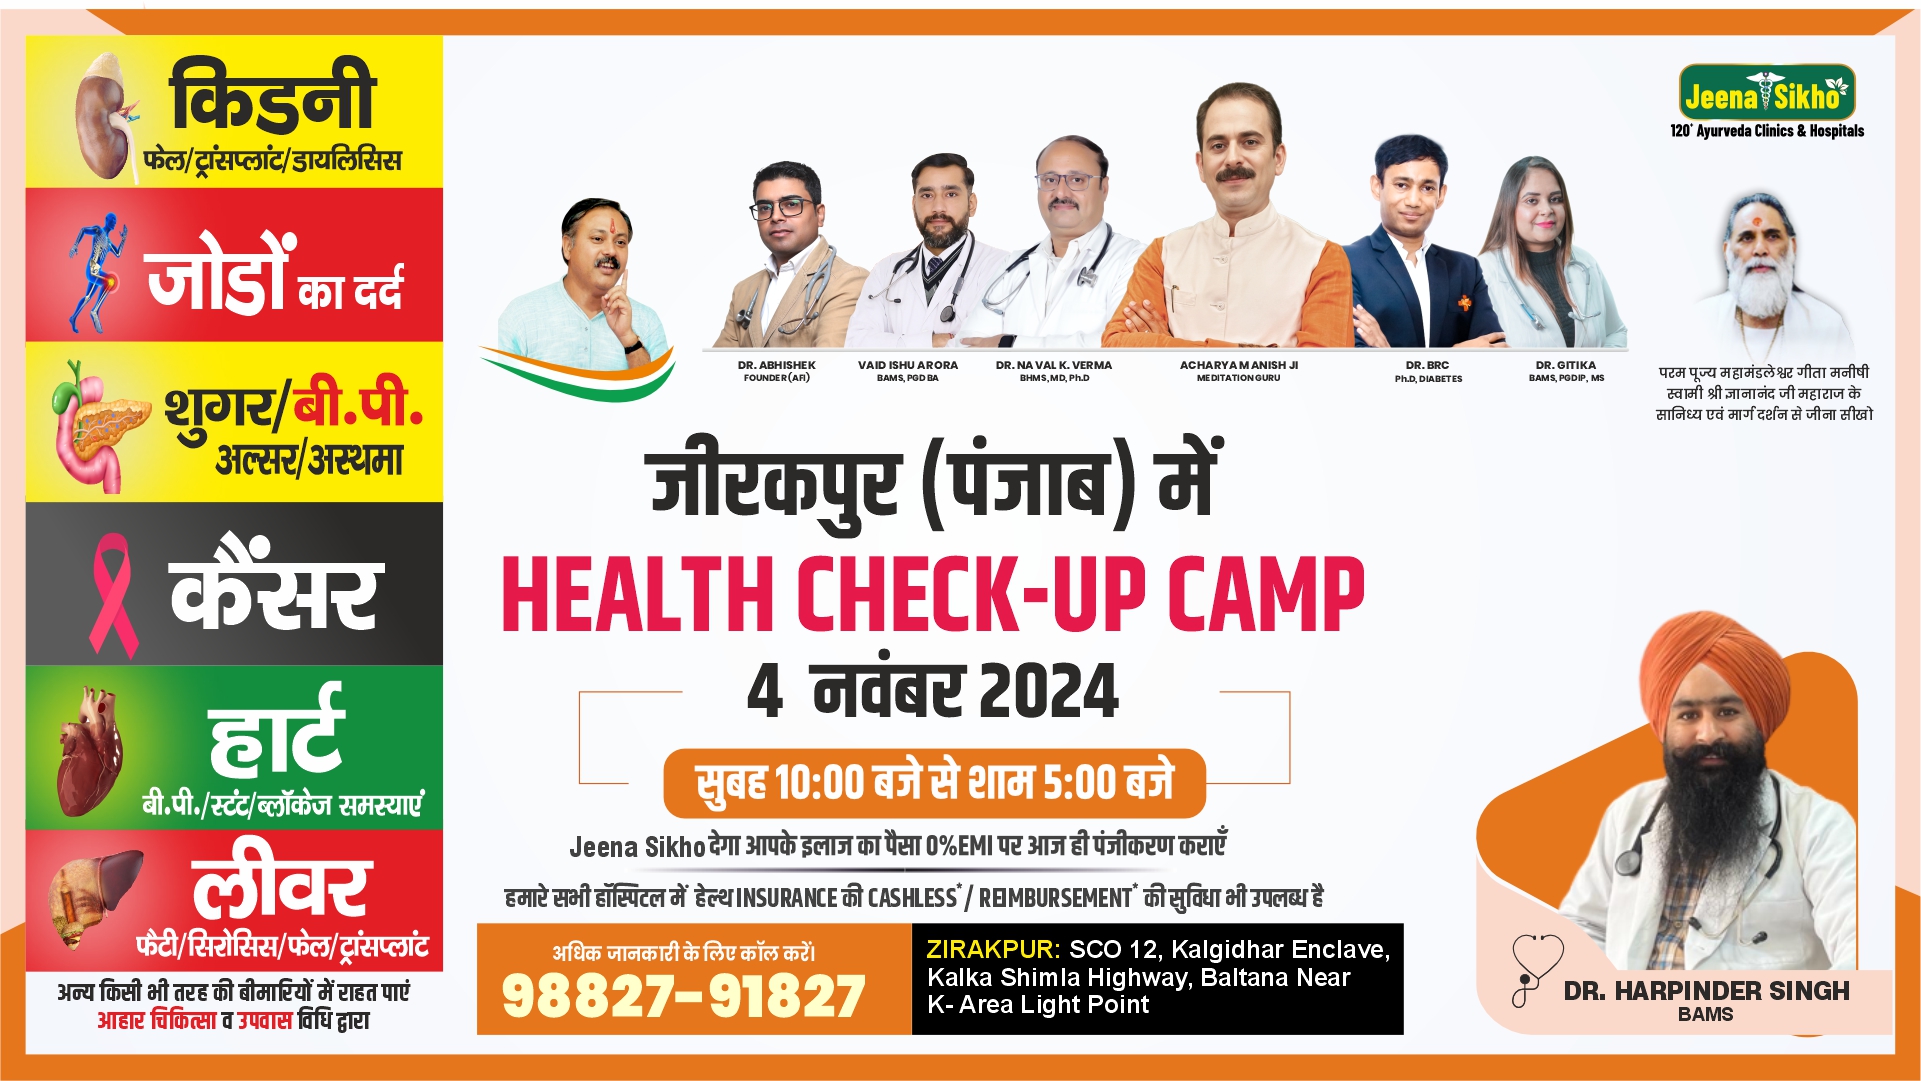 किडनी
फेल/ट्रांसप्लांट/डायलिसिस
जोडों का दर्द
शुगर/बी.पी.
अल्सर/अस्थमा
कैंसर
हार्ट
बी.पी./स्टंट/ब्लॉकेज समस्याएं
लीवर
फैटी/सिरोसिस/फेल/ट्रांसप्लांट
अन्य किसी भी तरह की बीमारियों में राहत पाएं
आहार चिकित्सा व उपवास विधि द्वारा
Jeena Sikho
120+ Ayurveda Clinics & Hospitals
DR. ABHISHEK
FOUNDER (AFI)
VAID ISHU ARORA
BAMS, PGDBA
DR. NAVAL K. VERMA
BHMS, MD, Ph.D
ACHARYA MANISH JI
MEDITATION GURU
DR. BRC
Ph.D, DIABETES
DR. GITIKA
BAMS, PGDIP, MS
परम पूज्य महामंडलेश्वर गीता मनीषी
स्वामी श्री ज्ञानानंद जी महाराज के
सानिध्य एवं मार्ग दर्शन से जीना सीखो
जीरकपुर (पंजाब) में
HEALTH CHECK-UP CAMP
4 नवंबर 2024
सुबह 10:00 बजे से शाम 5:00 बजे
Jeena Sikho देगा आपके इलाज का पैसा 0%EMI पर आज ही पंजीकरण कराएँ
हमारे सभी हॉस्पिटल में हेल्थ INSURANCE की CASHLESS*/ REIMBURSEMENT* की सुविधा भी उपलब्ध है
अधिक जानकारी के लिए कॉल करें।
98827-91827
ZIRAKPUR: SCO 12, Kalgidhar Enclave,
Kalka Shimla Highway, Baltana Near
K- Area Light Point
DR. HARPINDER SINGH
BAMS